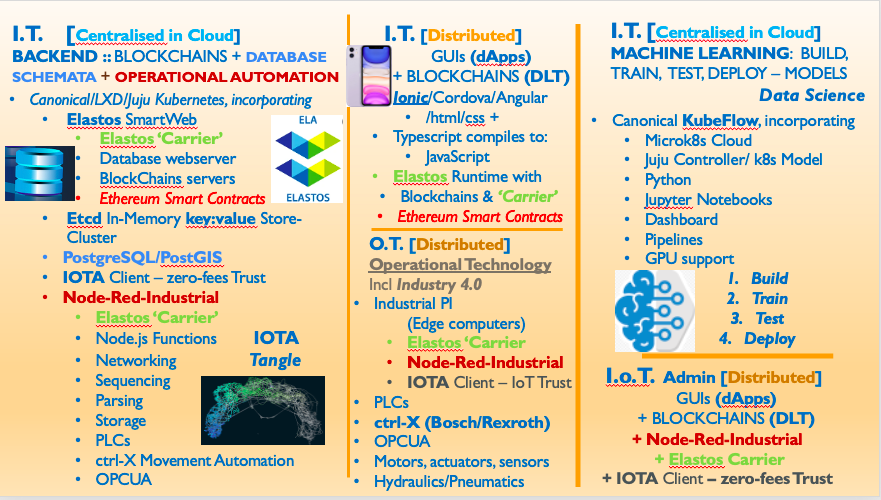 I.T. [Centralised in Cloud]
BACKEND :: BLOCKCHAINS + DATABASE
SCHEMATA + OPERATIONAL AUTOMATION
• Canonical/LXD/Juju Kubernetes, incorporating
• Elastos SmartWeb
• Elastos ‘Carrier’
• Database webserver
• BlockChains servers
• Ethereum Smart Contracts
ELA
ELASTOS
• Etcd In-Memory key:value Store-
Cluster
• PostgreSQL/PostGIS
• IOTA Client – zero-fees Trust
• Node-Red-Industrial
• Elastos ‘Carrier’
• Node.js Functions
• Networking
• Sequencing
• Parsing
• Storage
• PLCs
• ctrl-X Movement Automation
• OPCUA
IOTA
Tangle
I.T. [Distributed]
GUIs (dApps)
+ BLOCKCHAINS (DLT)
Ionic/Cordova/Angular
• /html/css +
• Typescript compiles to:
• JavaScript
• Elastos Runtime with
• Blockchains & ‘Carrier’
• Ethereum Smart Contracts
O.T. [Distributed]
Operational Technology
Incl Industry 4.0
• Industrial PI
(Edge computers)
• Elastos ‘Carrier
• Node-Red-Industrial
• IOTA Client – IoT Trust
• PLCs
• ctrl-X (Bosch/Rexroth)
• OPCUA
• Motors, actuators, sensors
• Hydraulics/Pneumatics
I.T. [Centralised in Cloud]
MACHINE LEARNING: BUILD,
TRAIN, TEST, DEPLOY – MODELS
Data Science
• Canonical KubeFlow, incorporating
• Microk8s Cloud
• Juju Controller/ k8s Model
• Python
• Jupyter Notebooks
• Dashboard
• Pipelines
• GPU support
1. Build
2. Train
3. Test
4. Deploy
I.o.T. Admin [Distributed]
GUIs (dApps)
+ BLOCKCHAINS (DLT)
+ Node-Red-Industrial
+ Elastos Carrier
+ IOTA Client – zero-fees Trust